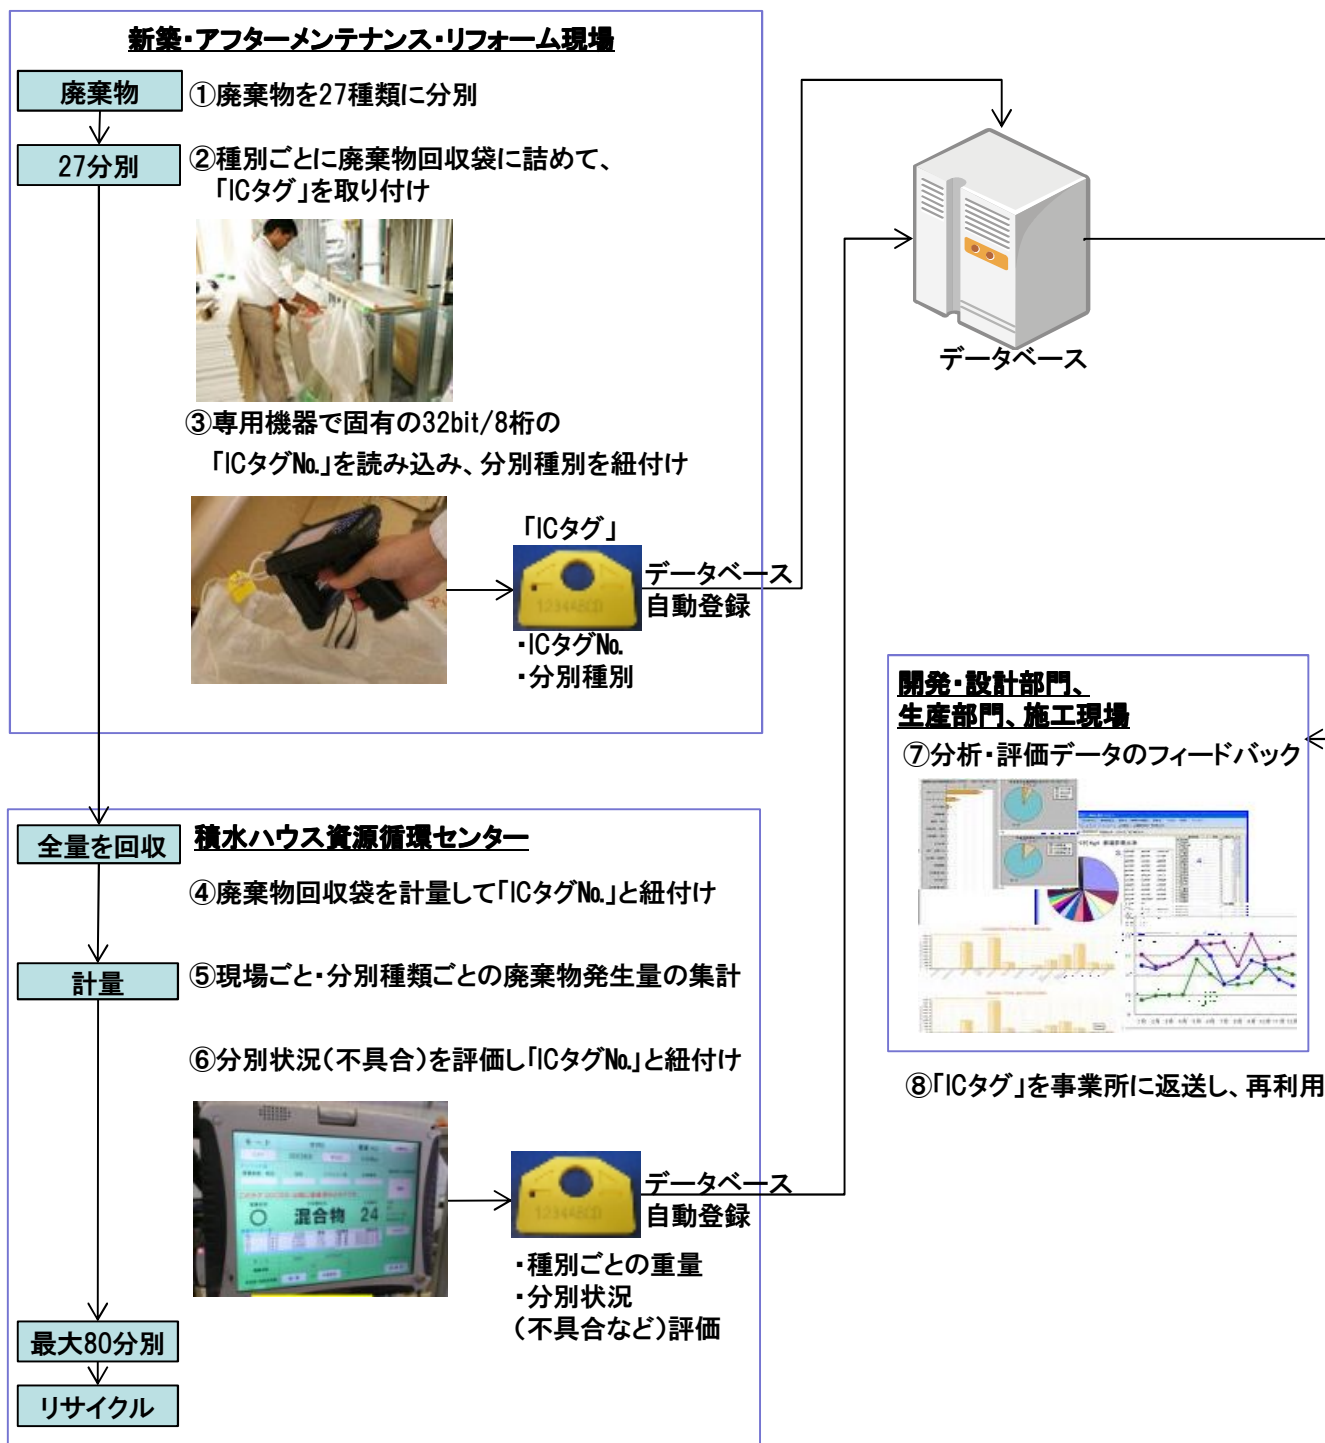 新築・アフターメンテナンス・リフォーム現場
廃棄物
①廃棄物を27種類に分別
27分別
②種別ごとに廃棄物回収袋に詰めて、
「ICタグ」を取り付け
③専用機器で固有の32bit/8桁の
「ICタグNo.」を読み込み、分別種別を紐付け
「ICタグ」
1234ABCD
データベース
自動登録
・ICタグNo.
・分別種別
データベース
全量を回収
積水ハウス資源循環センター
④廃棄物回収袋を計量して「ICタグNo.」と紐付け
計量
⑤現場ごと・分別種類ごとの廃棄物発生量の集計
⑥分別状況（不具合）を評価し「ICタグNo.」と紐付け
混合物 24
1234ABCD
データベース
自動登録
・種別ごとの重量
・分別状況
（不具合など）評価
最大80分別
リサイクル
開発・設計部門、
生産部門、施工現場
⑦分析・評価データのフィードバック
⑧「ICタグ」を事業所に返送し、再利用